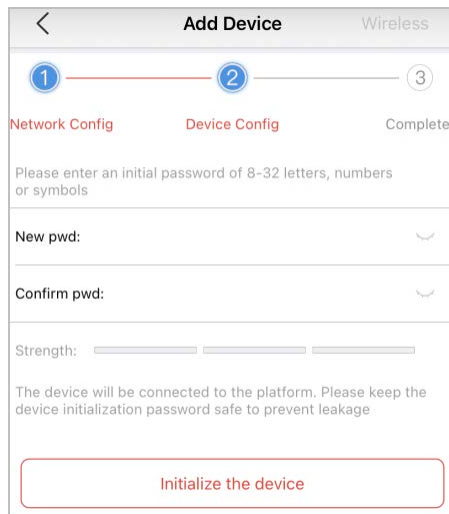 Add Device
Wireless
1
2
3
Network Config
Device Config
Complete
Please enter an initial password of 8-32 letters, numbers
or symbols
New pwd:
Confirm pwd:
Strength:
The device will be connected to the platform. Please keep the
device initialization password safe to prevent leakage
Initialize the device